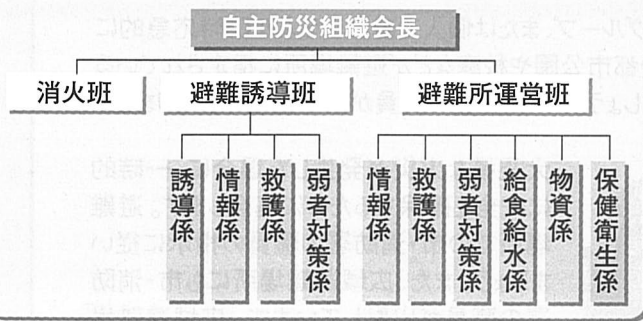 自主防災組織会長
消火班
避難誘導班
避難所運営班
誘導係
情報係
救護係
弱者対策係
情報係
救護係
弱者対策係
給食給水係
物資係
保健衛生係